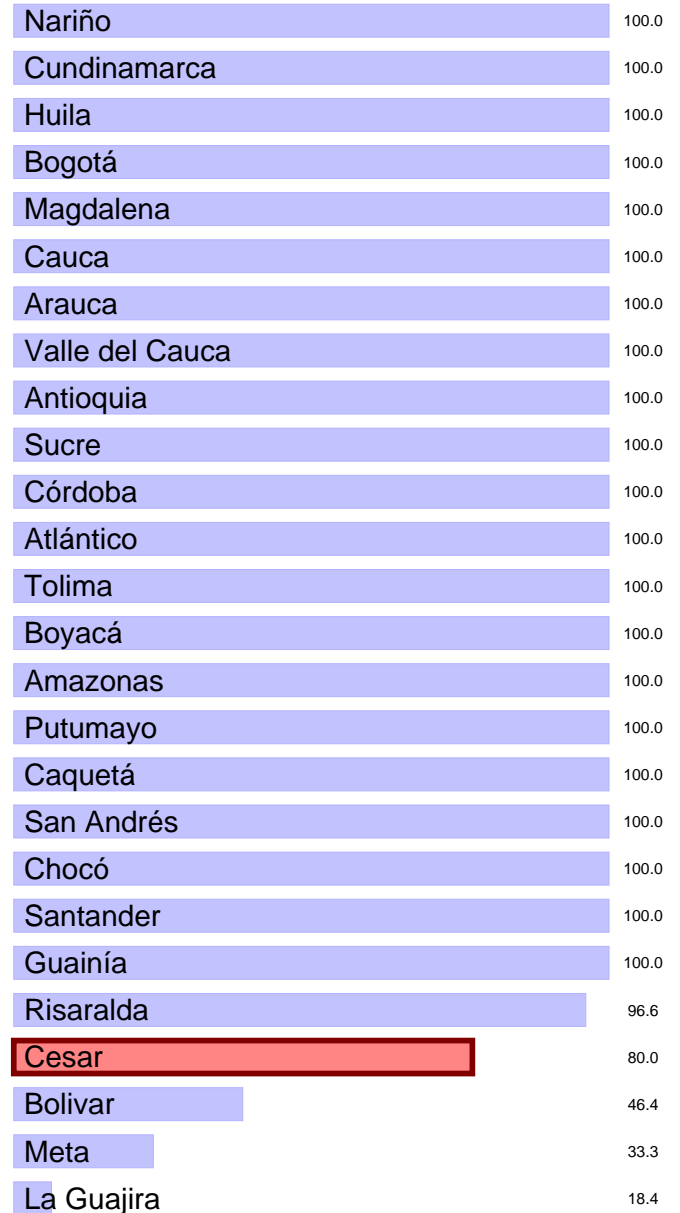 Nariño 100.0
Cundinamarca 100.0
Huila 100.0
Bogotá 100.0
Magdalena 100.0
Cauca 100.0
Arauca 100.0
Valle del Cauca 100.0
Antioquia 100.0
Sucre 100.0
Córdoba 100.0
Atlántico 100.0
Tolima 100.0
Boyacá 100.0
Amazonas 100.0
Putumayo 100.0
Caquetá 100.0
San Andrés 100.0
Chocó 100.0
Santander 100.0
Guainía 100.0
Risaralda 96.6
Cesar 80.0
Bolivar 46.4
Meta 33.3
La Guajira 18.4